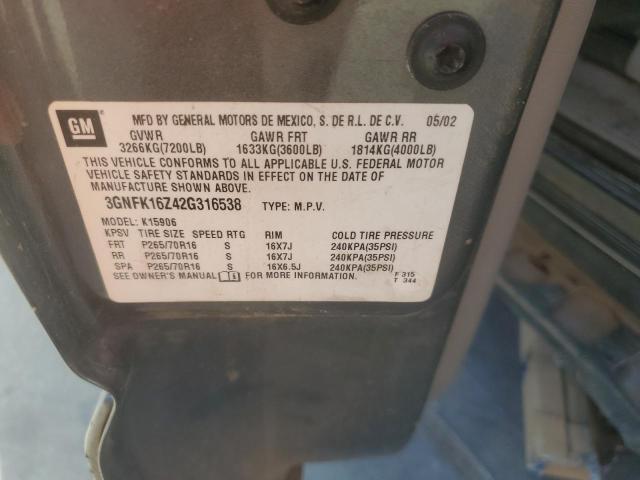 GM
MFD BY GENERAL MOTORS DE MEXICO, S. DE R.L. DE C.V. 05/02
GVWR GAWR FRT GAWR RR
3266KG(7200LB) 1633KG(3600LB) 1814KG(4000LB)
THIS VEHICLE CONFORMS TO ALL APPLICABLE U.S. FEDERAL MOTOR
VEHICLE SAFETY STANDARDS IN EFFECT ON THE DATE OF
MANUFACTURE SHOWN ABOVE.
3GNFK16Z42G316538 TYPE: M.P.V.
MODEL: K15906
KPSV TIRE SIZE SPEED RTG RIM COLD TIRE PRESSURE
FRT P265/70R16 S 16X7J 240KPA(35PSI)
RR P265/70R16 S 16X7J 240KPA(35PSI)
SPA P265/70R16 S 16X6.5J 240KPA(35PSI)
SEE OWNER'S MANUAL FOR MORE INFORMATION. F 315
T 344